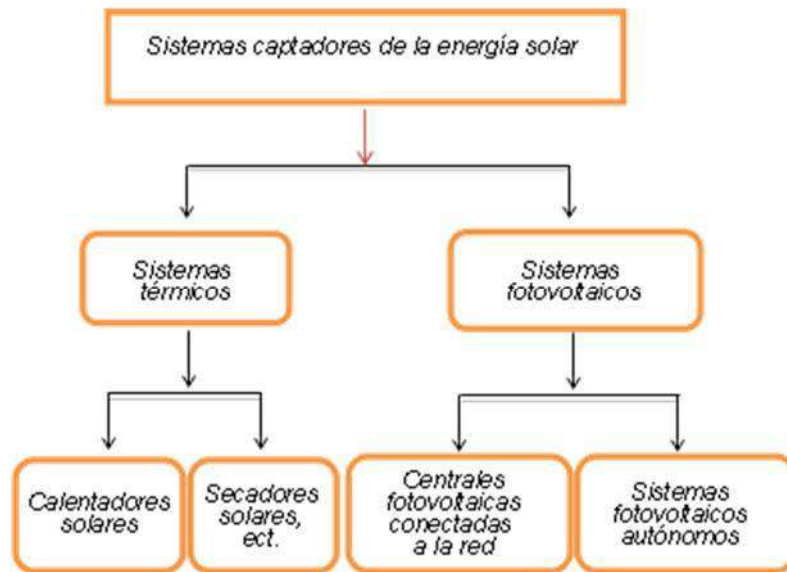 Sistemas captadores de la energía solar
Sistemas
térmicos
Sistemas
fotovoltaicos
Calentadores
solares
Secadores
solares,
ect.
Centrales
fotovoltaicas
conectadas
a la red
Sistemas
fotovoltaicos
autónomos